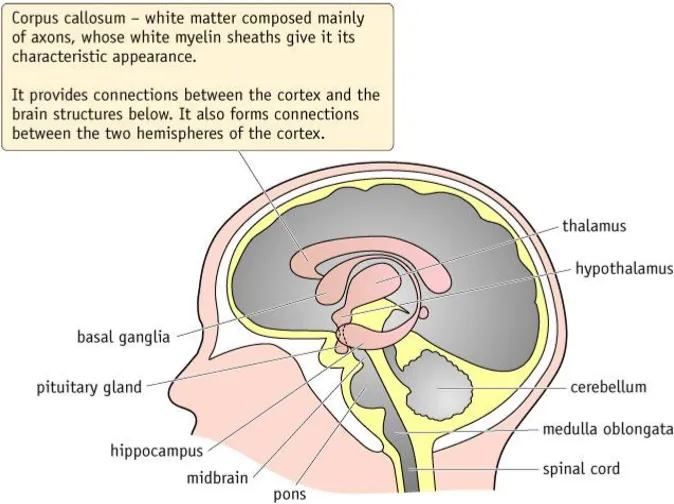 Corpus callosum – white matter composed mainly
of axons, whose white myelin sheaths give it its
characteristic appearance.
It provides connections between the cortex and the
brain structures below. It also forms connections
between the two hemispheres of the cortex.
thalamus
hypothalamus
basal ganglia
pituitary gland
cerebellum
medulla oblongata
hippocampus
spinal cord
midbrain
pons